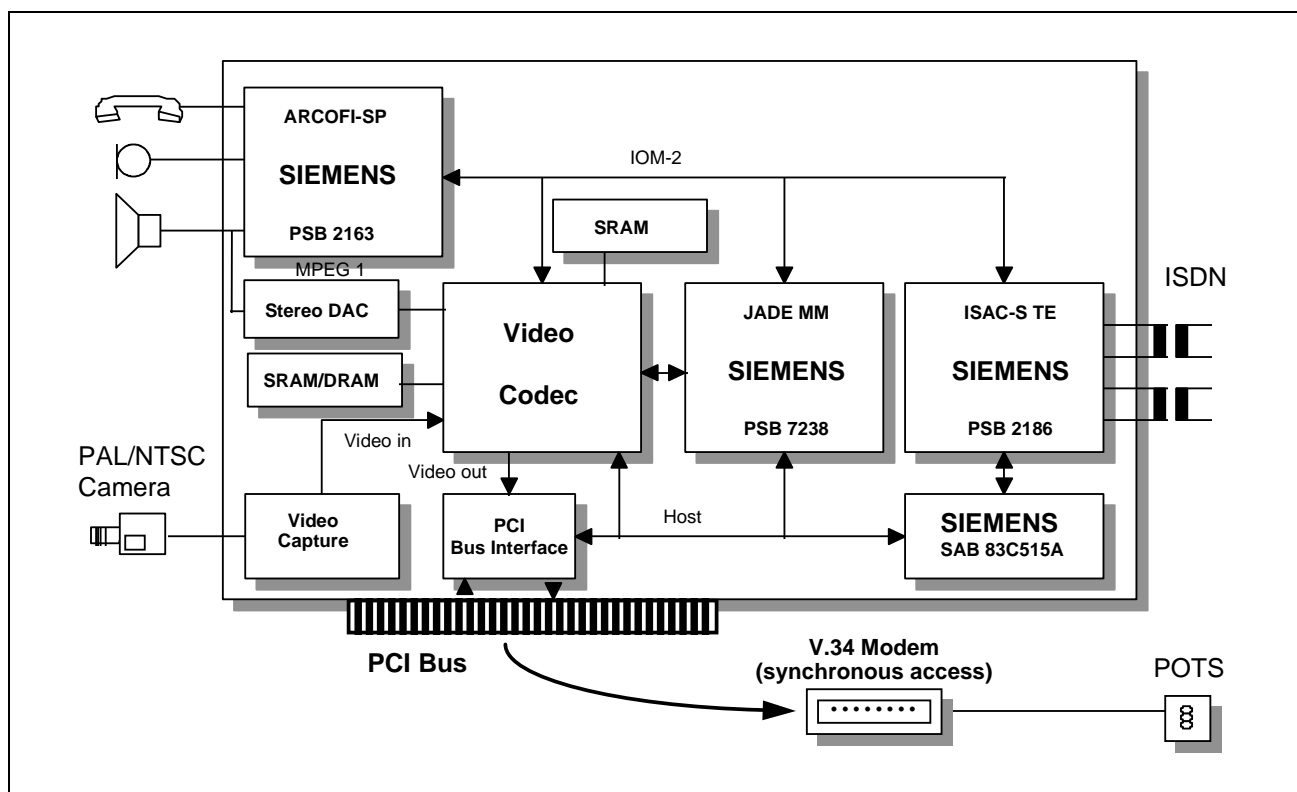 ARCOFI-SP
SIEMENS
PSB 2163
IOM-2
SRAM
MPEG 1
Stereo DAC
SRAM/DRAM
Video
Codec
JADE MM
SIEMENS
PSB 7238
ISAC-S TE
SIEMENS
PSB 2186
ISDN
Video in
Video out
PAL/NTSC
Camera
Video
Capture
PCI
Bus Interface
Host
SIEMENS
SAB 83C515A
PCI Bus
V.34 Modem
(synchronous access)
POTS